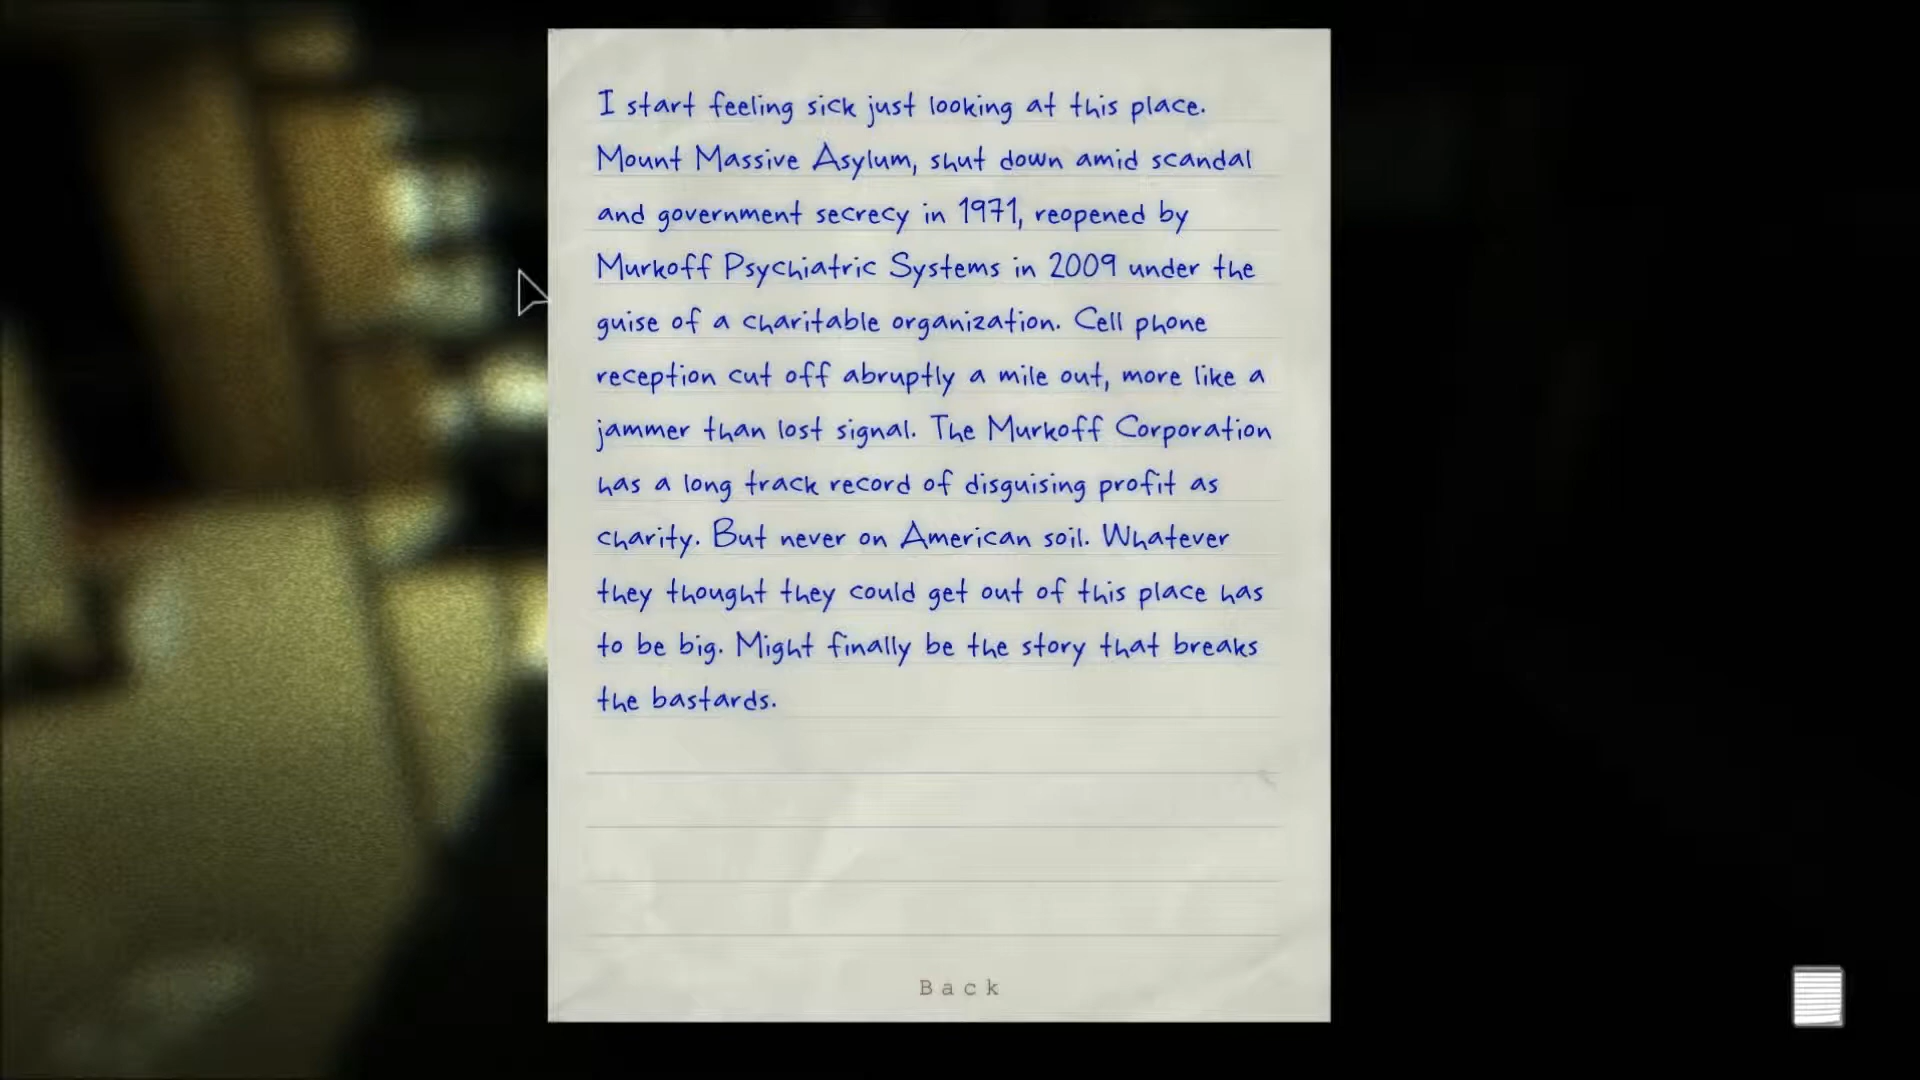 I start feeling sick just looking at this place.
Mount Massive Asylum, shut down amid scandal
and government secrecy in 1971, reopened by
Murkoff Psychiatric Systems in 2009 under the
guise of a charitable organization. Cell phone
reception cut off abruptly a mile out, more like a
jammer than lost signal. The Murkoff Corporation
has a long track record of disguising profit as
charity. But never on American soil. Whatever
they thought they could get out of this place has
to be big. Might finally be the story that breaks
the bastards.
Back